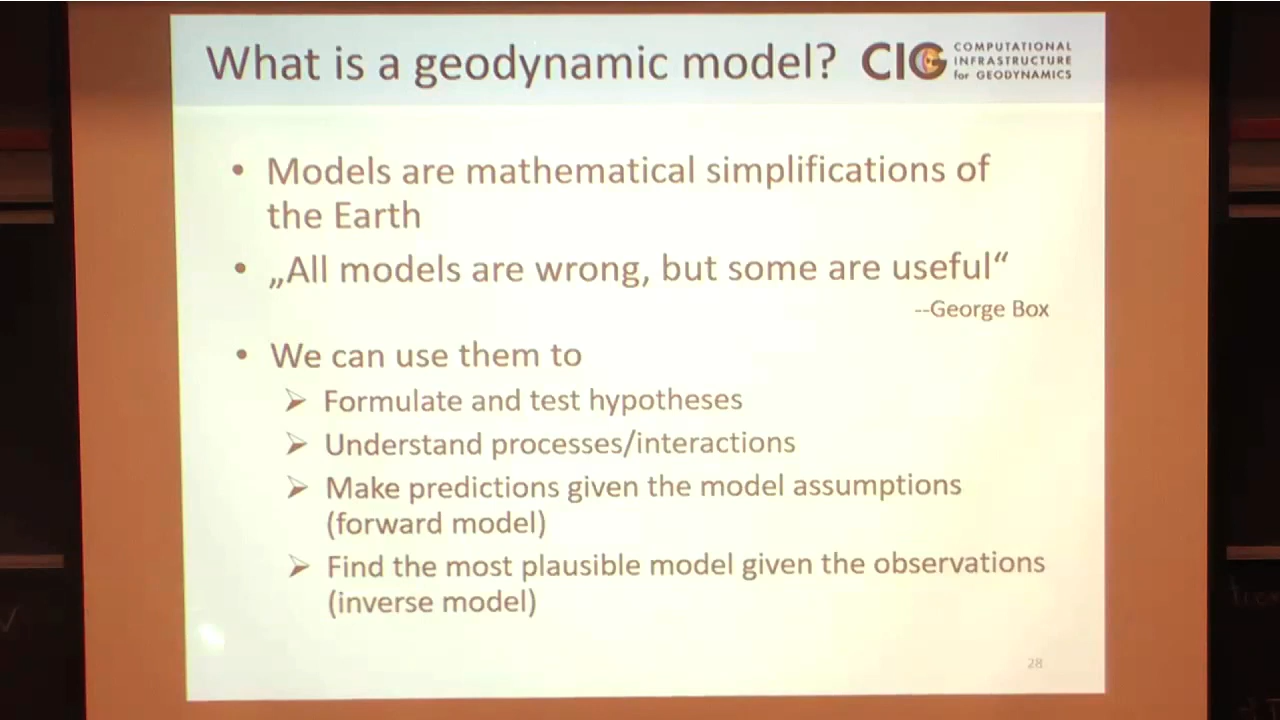 What is a geodynamic model?
CIG
COMPUTATIONAL
INFRASTRUCTURE
for GEODYNAMICS
• Models are mathematical simplifications of
the Earth
• „All models are wrong, but some are useful“
--George Box
• We can use them to
➢ Formulate and test hypotheses
➢ Understand processes/interactions
➢ Make predictions given the model assumptions
(forward model)
➢ Find the most plausible model given the observations
(inverse model)
28